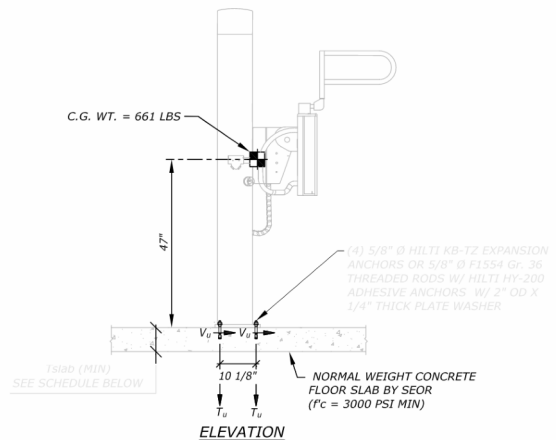 C.G. WT. = 661 LBS
47"
(4) 5/8" Ø HILTI KB-TZ EXPANSION
ANCHORS OR 5/8" Ø F1554 Gr. 36
THREADED RODS W/ HILTI HY-200
ADHESIVE ANCHORS W/ 2" OD X
1/4" THICK PLATE WASHER
Vu Vu
Tslab (MIN)
SEE SCHEDULE BELOW
10 1/8"
NORMAL WEIGHT CONCRETE
FLOOR SLAB BY SEOR
(f'c = 3000 PSI MIN)
Tu Tu
ELEVATION